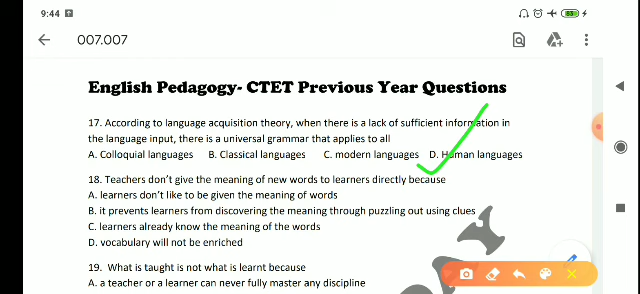 9:44
83
007.007
English Pedagogy- CTET Previous Year Questions
17. According to language acquisition theory, when there is a lack of sufficient information in
the language input, there is a universal grammar that applies to all
A. Colloquial languages B. Classical languages C. modern languages D. Human languages
18. Teachers don't give the meaning of new words to learners directly because
A. learners don't like to be given the meaning of words
B. it prevents learners from discovering the meaning through puzzling out using clues
C. learners already know the meaning of the words
D. vocabulary will not be enriched
19. What is taught is not what is learnt because
A. a teacher or a learner can never fully master any discipline